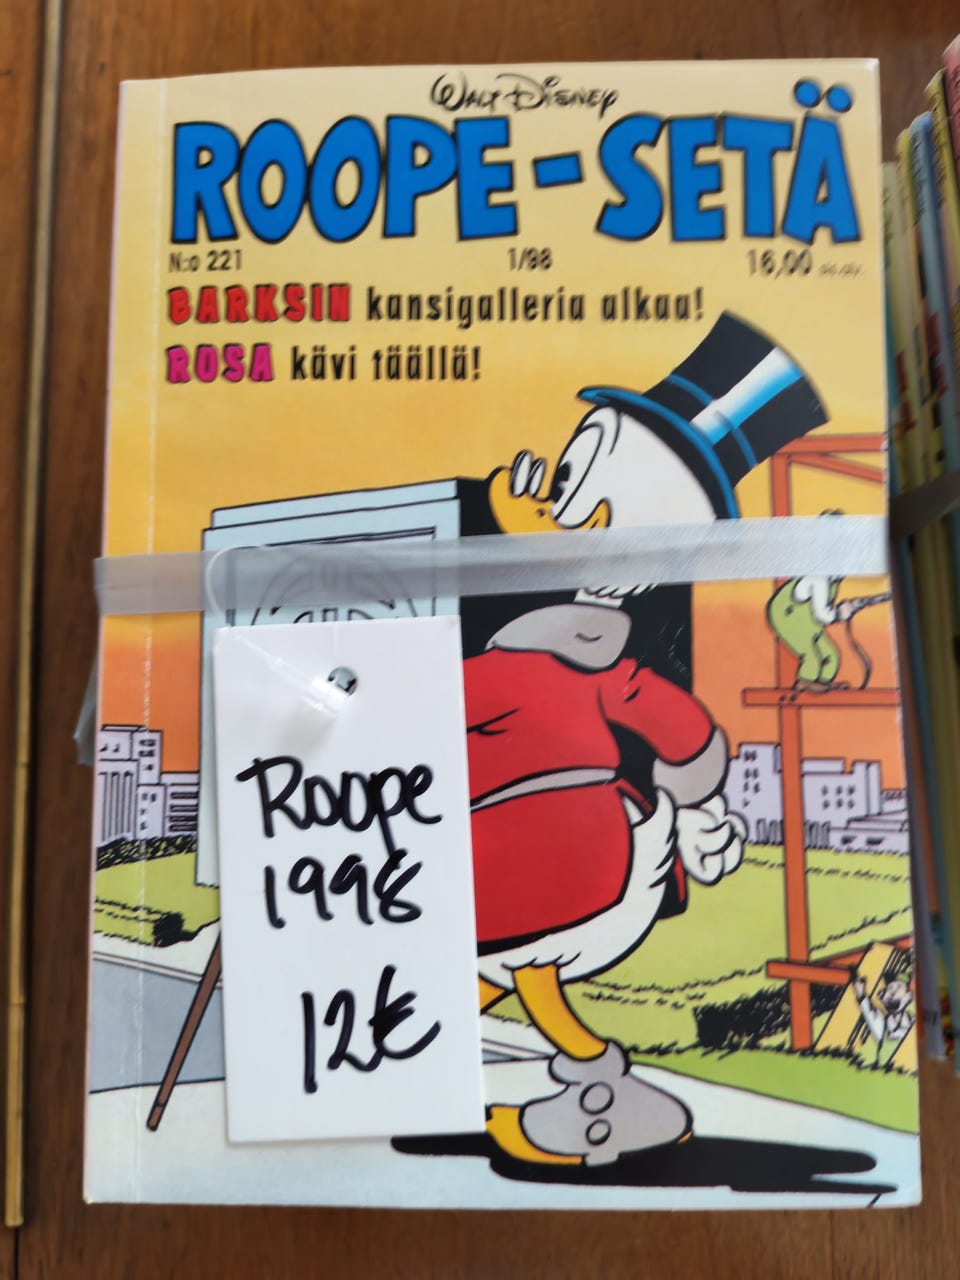 Walt Disney
ROOPE-SETÄ
N:o 221 1/98 16,00
BARKSIN kansigalleria alkaa!
ROSA kävi täällä!
Roope
1998
12€